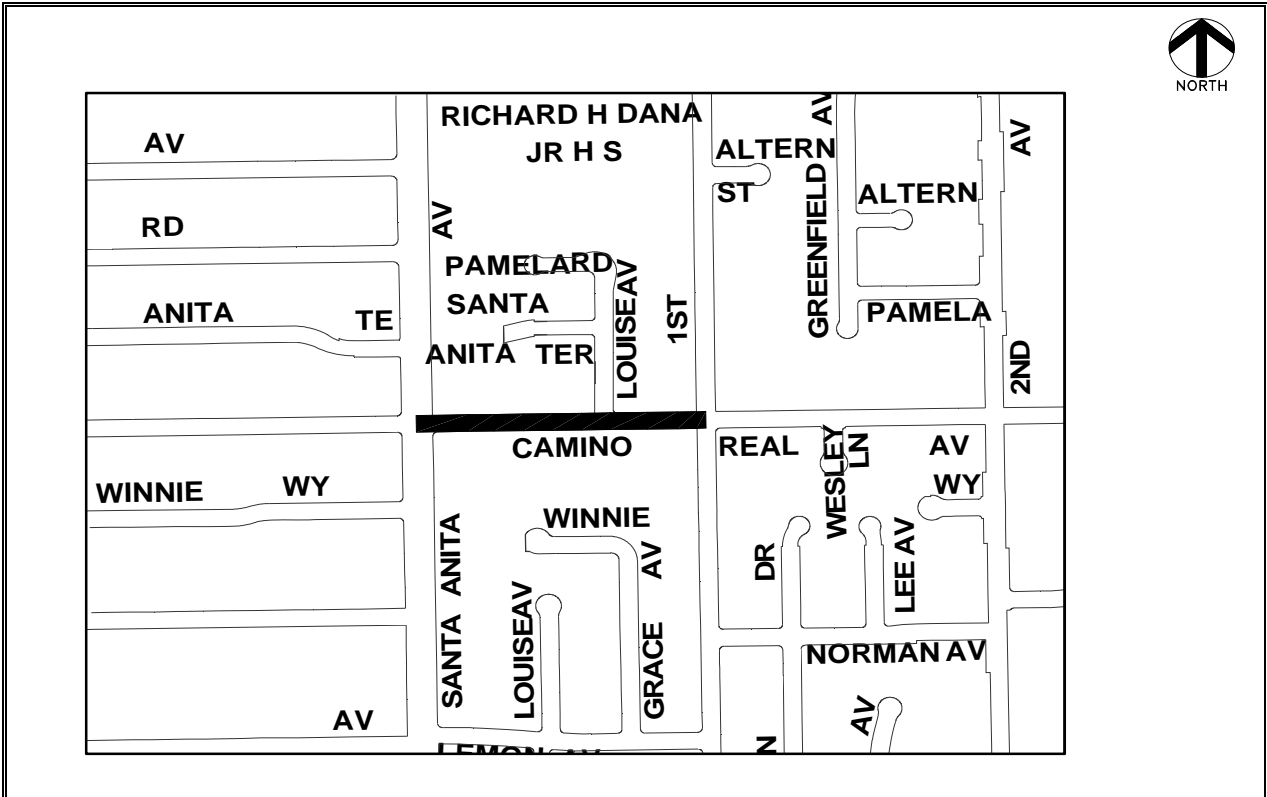 NORTH
RICHARD H DANA
JR H S
AV
AV
AV
ALTERN
ST
ALTERN
RD
AV
GREENFIELD
PAMELA RD
LOUISE AV
SANTA
ANITA TER
1ST
PAMELA
2ND
ANITA TE
CAMINO REAL AV
WESLEY LN
WY
WINNIE WY
WINNIE
SANTA ANITA
LOUISE AV
GRACE AV
DR
LEE AV
NORMAN AV
AV
AV
LEMON AV
N